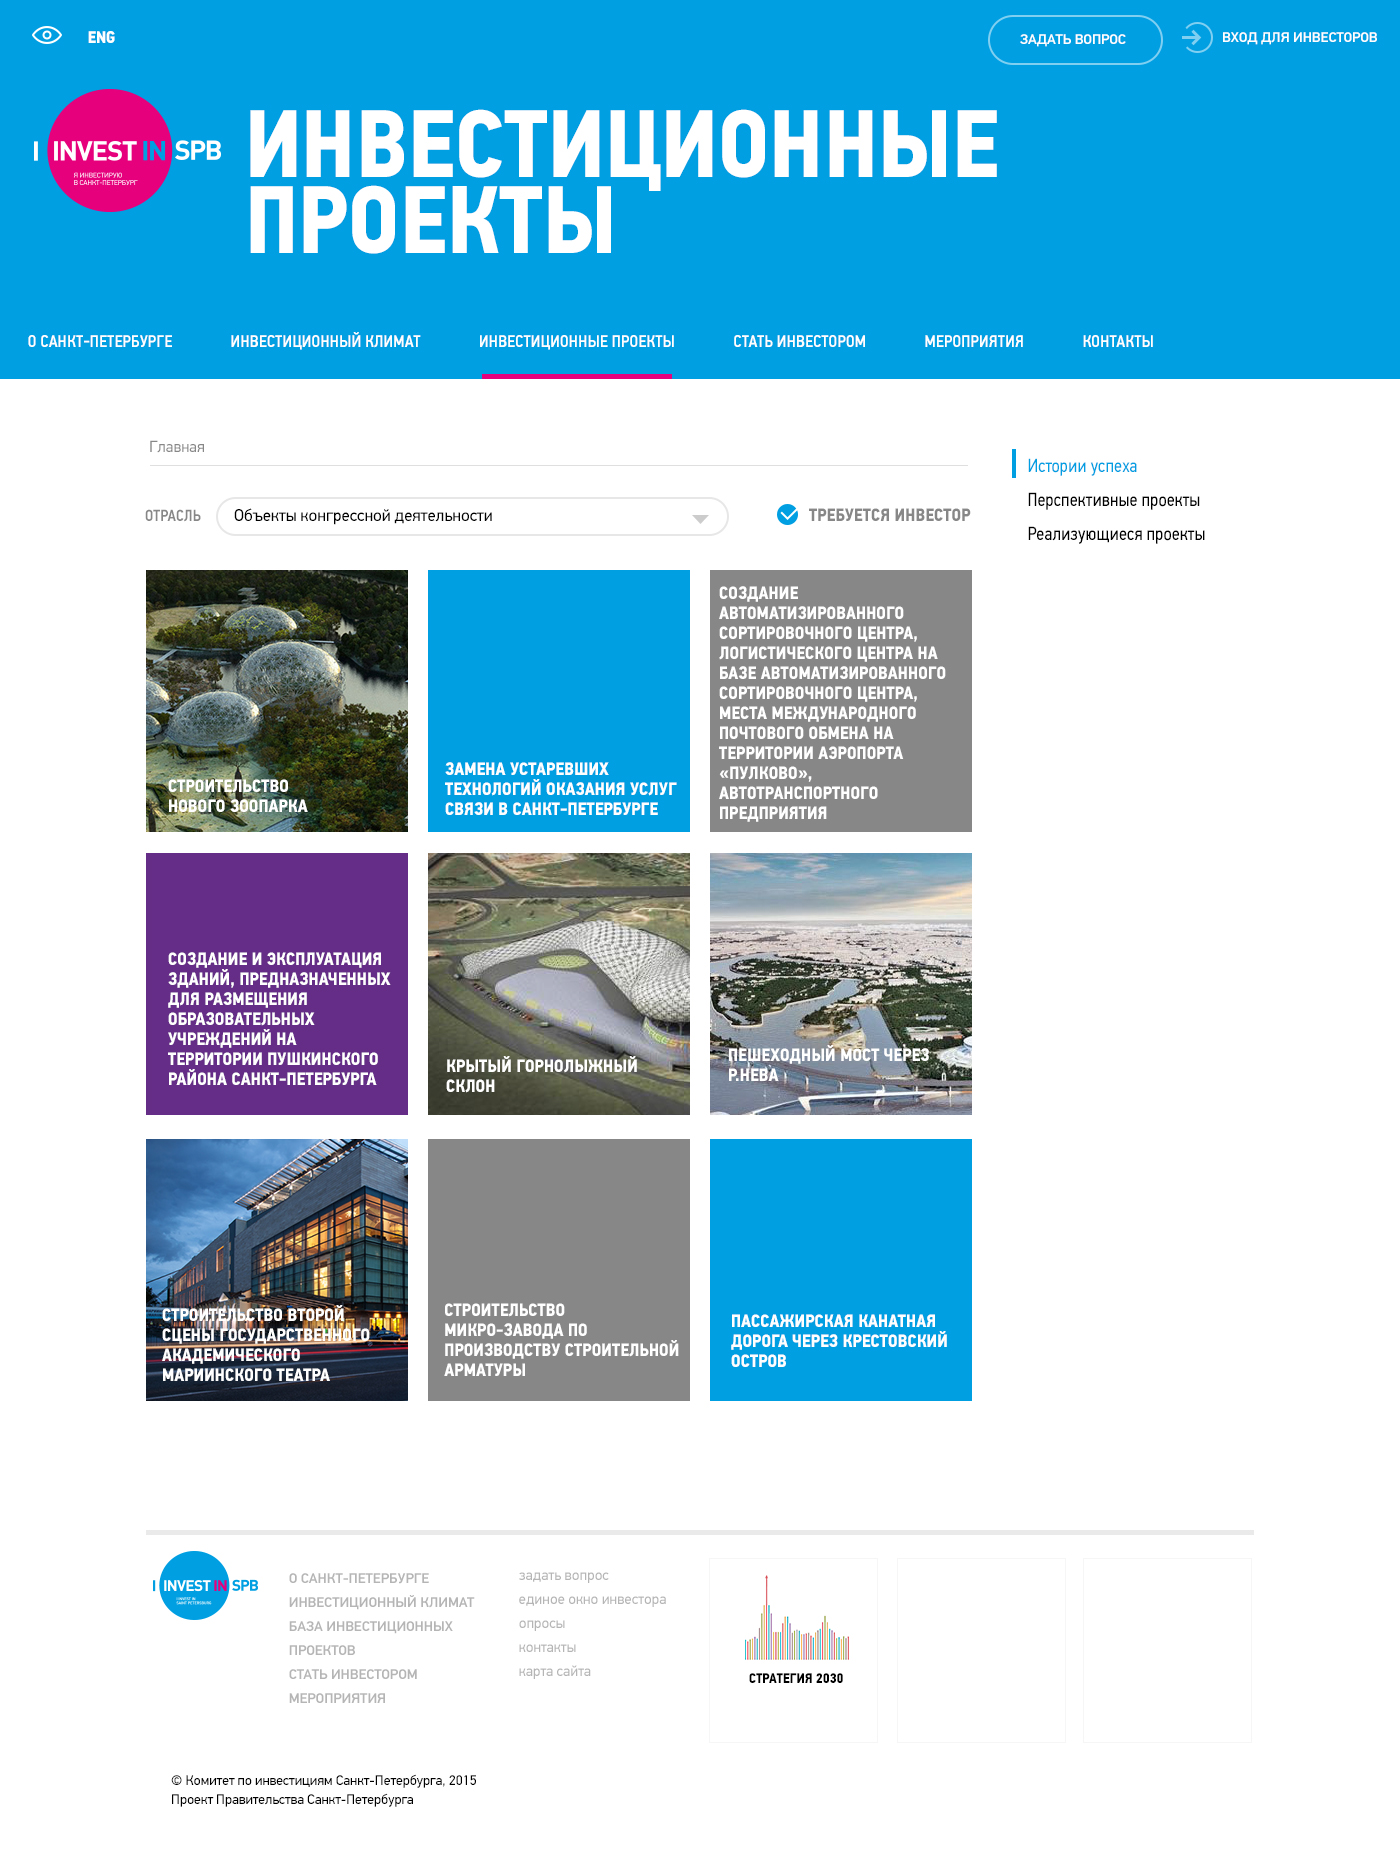 ENG
ЗАДАТЬ ВОПРОС
ВХОД ДЛЯ ИНВЕСТОРОВ
I INVEST IN SPB
Я ИНВЕСТИРУЮ
В САНКТ-ПЕТЕРБУРГ
ИНВЕСТИЦИОННЫЕ
ПРОЕКТЫ
О САНКТ-ПЕТЕРБУРГЕ
ИНВЕСТИЦИОННЫЙ КЛИМАТ
ИНВЕСТИЦИОННЫЕ ПРОЕКТЫ
СТАТЬ ИНВЕСТОРОМ
МЕРОПРИЯТИЯ
КОНТАКТЫ
Главная
Истории успеха
Перспективные проекты
Реализующиеся проекты
ОТРАСЛЬ
Объекты конгрессной деятельности
ТРЕБУЕТСЯ ИНВЕСТОР
СТРОИТЕЛЬСТВО
НОВОГО ЗООПАРКА
ЗАМЕНА УСТАРЕВШИХ
ТЕХНОЛОГИЙ ОКАЗАНИЯ УСЛУГ
СВЯЗИ В САНКТ-ПЕТЕРБУРГЕ
СОЗДАНИЕ
АВТОМАТИЗИРОВАННОГО
СОРТИРОВОЧНОГО ЦЕНТРА,
ЛОГИСТИЧЕСКОГО ЦЕНТРА НА
БАЗЕ АВТОМАТИЗИРОВАННОГО
СОРТИРОВОЧНОГО ЦЕНТРА,
МЕСТА МЕЖДУНАРОДНОГО
ПОЧТОВОГО ОБМЕНА НА
ТЕРРИТОРИИ АЭРОПОРТА
«ПУЛКОВО»,
АВТОТРАНСПОРТНОГО
ПРЕДПРИЯТИЯ
СОЗДАНИЕ И ЭКСПЛУАТАЦИЯ
ЗДАНИЙ, ПРЕДНАЗНАЧЕННЫХ
ДЛЯ РАЗМЕЩЕНИЯ
ОБРАЗОВАТЕЛЬНЫХ
УЧРЕЖДЕНИЙ НА
ТЕРРИТОРИИ ПУШКИНСКОГО
РАЙОНА САНКТ-ПЕТЕРБУРГА
КРЫТЫЙ ГОРНОЛЫЖНЫЙ
СКЛОН
ПЕШЕХОДНЫЙ МОСТ ЧЕРЕЗ
Р.НЕВА
СТРОИТЕЛЬСТВО ВТОРОЙ
СЦЕНЫ ГОСУДАРСТВЕННОГО
АКАДЕМИЧЕСКОГО
МАРИИНСКОГО ТЕАТРА
СТРОИТЕЛЬСТВО
МИКРО-ЗАВОДА ПО
ПРОИЗВОДСТВУ СТРОИТЕЛЬНОЙ
АРМАТУРЫ
ПАССАЖИРСКАЯ КАНАТНАЯ
ДОРОГА ЧЕРЕЗ КРЕСТОВСКИЙ
ОСТРОВ
I INVEST IN SPB
О САНКТ-ПЕТЕРБУРГЕ
ИНВЕСТИЦИОННЫЙ КЛИМАТ
БАЗА ИНВЕСТИЦИОННЫХ
ПРОЕКТОВ
СТАТЬ ИНВЕСТОРОМ
МЕРОПРИЯТИЯ
задать вопрос
единое окно инвестора
опросы
контакты
карта сайта
СТРАТЕГИЯ 2030
© Комитет по инвестициям Санкт-Петербурга, 2015
Проект Правительства Санкт-Петербурга